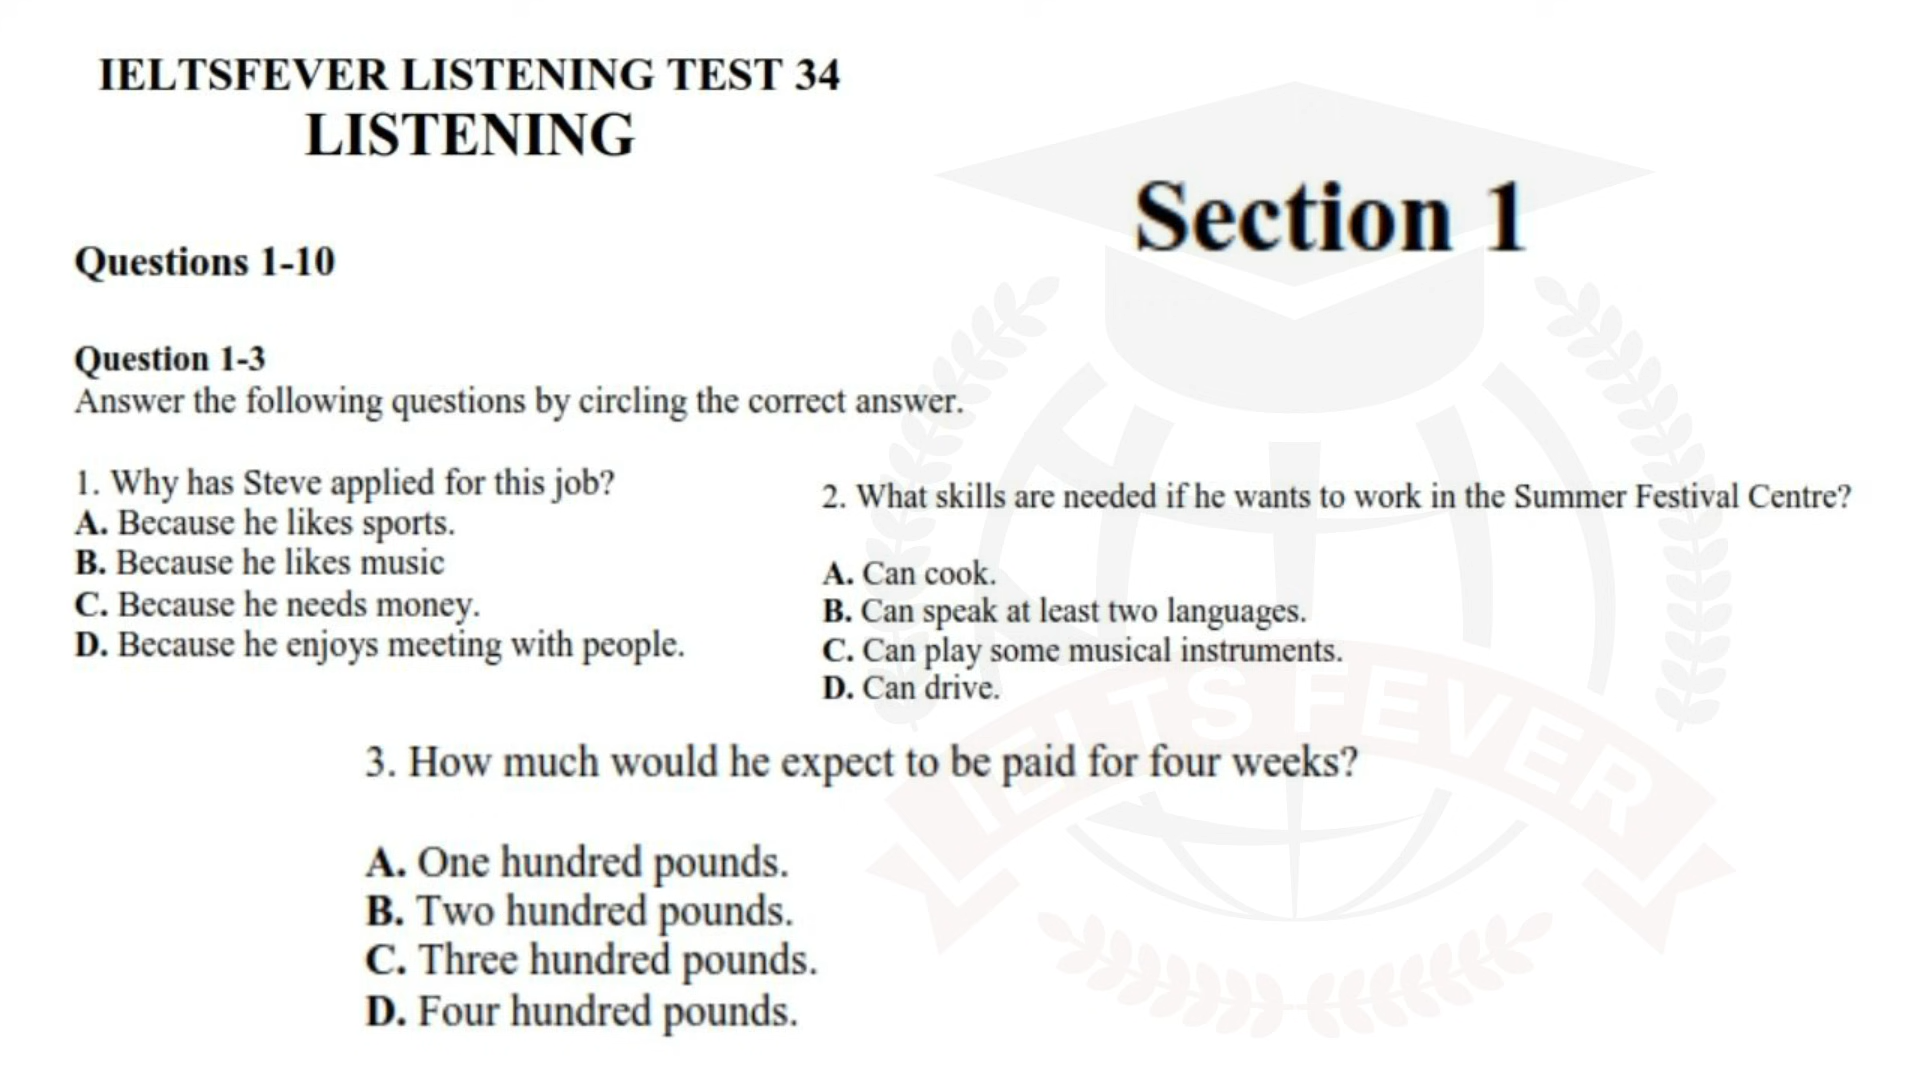 IELTSFEVER LISTENING TEST 34
LISTENING
Section 1
Questions 1-10
Question 1-3
Answer the following questions by circling the correct answer.
1. Why has Steve applied for this job?
A. Because he likes sports.
B. Because he likes music
C. Because he needs money.
D. Because he enjoys meeting with people.
2. What skills are needed if he wants to work in the Summer Festival Centre?
A. Can cook.
B. Can speak at least two languages.
C. Can play some musical instruments.
D. Can drive.
3. How much would he expect to be paid for four weeks?
A. One hundred pounds.
B. Two hundred pounds.
C. Three hundred pounds.
D. Four hundred pounds.
IELTS FEVER